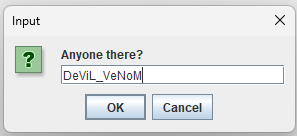 Input
Anyone there?
DeViL_VeNoM
OK Cancel